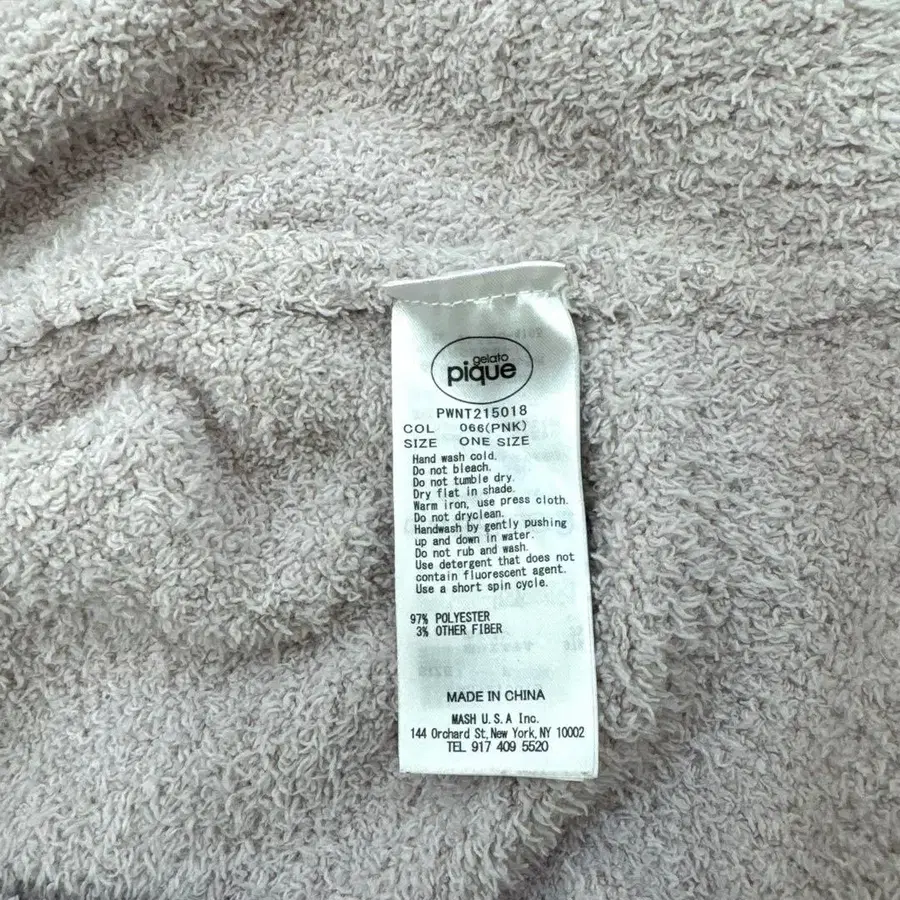 gelato
pique
PWNT215018
COL 066(PNK)
SIZE ONE SIZE
Hand wash cold.
Do not bleach.
Do not tumble dry.
Dry flat in shade.
Warm iron, use press cloth.
Do not dryclean.
Handwash by gently pushing
up and down in water.
Do not rub and wash.
Use detergent that does not
contain fluorescent agent.
Use a short spin cycle.
97% POLYESTER
3% OTHER FIBER
MADE IN CHINA
MASH U.S.A Inc.
144 Orchard St, New York, NY 10002
TEL 917 409 5520